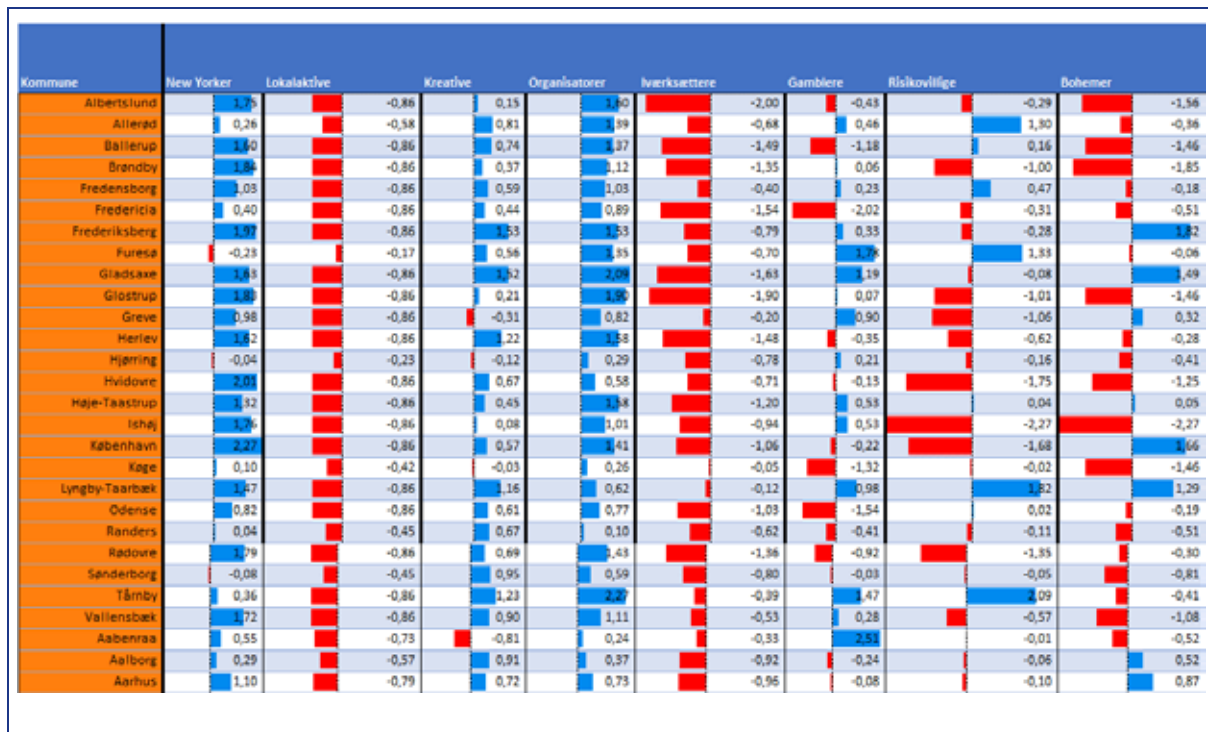 Kommune New Yorker Lokalaktive Kreative Organisatorer Iværksættere Gamblere Risikovillige Bohemer
Albertslund 1,75 -0,86 0,15 1,60 -2,00 -0,43 -0,29 -1,56
Allerød 0,26 -0,58 0,81 1,39 -0,68 0,46 1,30 -0,36
Ballerup 1,60 -0,86 0,74 1,37 -1,49 -1,18 0,16 -1,46
Brøndby 1,84 -0,86 0,37 1,12 -1,35 0,06 -1,00 -1,85
Fredensborg 1,03 -0,86 0,59 1,03 -0,40 0,23 0,47 -0,18
Fredericia 0,40 -0,86 0,44 0,89 -1,54 -2,02 -0,31 -0,51
Frederiksberg 1,97 -0,86 1,53 1,53 -0,79 0,33 -0,28 1,82
Furesø -0,23 -0,17 0,56 1,35 -0,70 1,78 1,33 -0,06
Gladsaxe 1,63 -0,86 1,52 2,09 -1,63 1,19 -0,08 1,49
Glostrup 1,83 -0,86 0,21 1,90 -1,90 0,07 -1,01 -1,46
Greve 0,98 -0,86 -0,31 0,82 -0,20 0,90 -1,06 0,32
Herlev 1,62 -0,86 1,22 1,58 -1,48 -0,35 -0,62 -0,28
Hjørring -0,04 -0,23 -0,12 0,29 -0,78 0,21 -0,16 -0,41
Hvidovre 2,01 -0,86 0,67 0,58 -0,71 -0,13 -1,75 -1,25
Høje-Taastrup 1,32 -0,86 0,45 1,58 -1,20 0,53 0,04 0,05
Ishøj 1,76 -0,86 0,08 1,01 -0,94 0,53 -2,27 -2,27
København 2,27 -0,86 0,57 1,41 -1,06 -0,22 -1,68 1,66
Køge 0,10 -0,42 -0,03 0,26 -0,05 -1,32 -0,02 -1,46
Lyngby-Taarbæk 1,47 -0,86 1,16 0,62 -0,12 0,98 1,82 1,29
Odense 0,82 -0,86 0,61 0,77 -1,03 -1,54 0,02 -0,19
Randers 0,04 -0,45 0,67 0,10 -0,62 -0,41 -0,11 -0,51
Rødovre 1,79 -0,86 0,69 1,43 -1,36 -0,92 -1,35 -0,30
Sønderborg -0,08 -0,45 0,95 0,59 -0,80 -0,03 -0,05 -0,81
Tårnby 0,36 -0,86 1,23 2,27 -0,39 1,47 2,09 -0,41
Vallensbæk 1,72 -0,86 0,90 1,11 -0,53 0,28 -0,57 -1,08
Aabenraa 0,55 -0,73 -0,81 0,24 -0,33 2,51 -0,01 -0,52
Aalborg 0,29 -0,57 0,91 0,37 -0,92 -0,24 -0,06 0,52
Aarhus 1,10 -0,79 0,72 0,73 -0,96 -0,08 -0,10 0,87